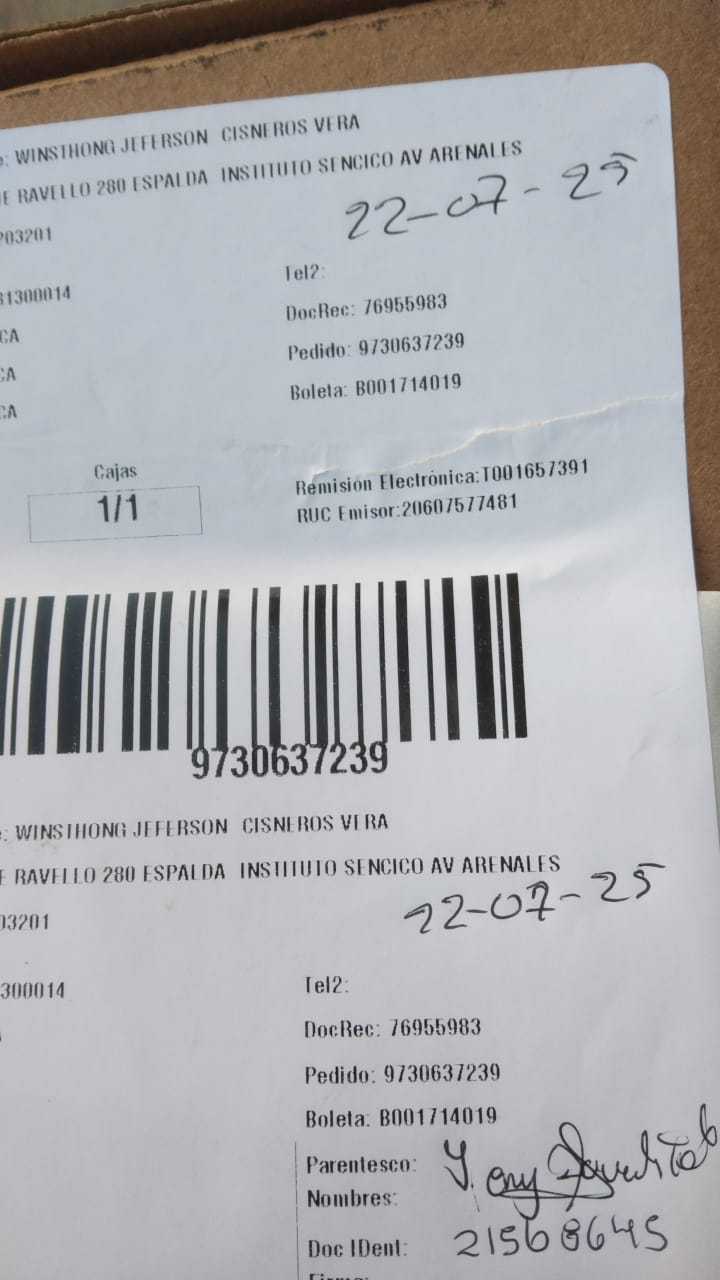 e: WINSTHONG JEFERSON CISNEROS VERA
E RAVELLO 280 ESPALDA INSTITUTO SENCICO AV ARENALES
22-07-25
203201
Tel2:
31300014
DocRec: 76955983
CA
Pedido: 9730637239
CA
Boleta: B001714019
CA
Cajas
1/1
Remisión Electrónica:T001657391
RUC Emisor:20607577481
9730637239
e: WINSTHONG JEFERSON CISNEROS VERA
E RAVELLO 280 ESPALDA INSTITUTO SENCICO AV ARENALES
22-07-25
03201
Tel2:
300014
DocRec: 76955983
Pedido: 9730637239
Boleta: B001714019
Parentesco:
Nombres:
Doc IDent: 21568645